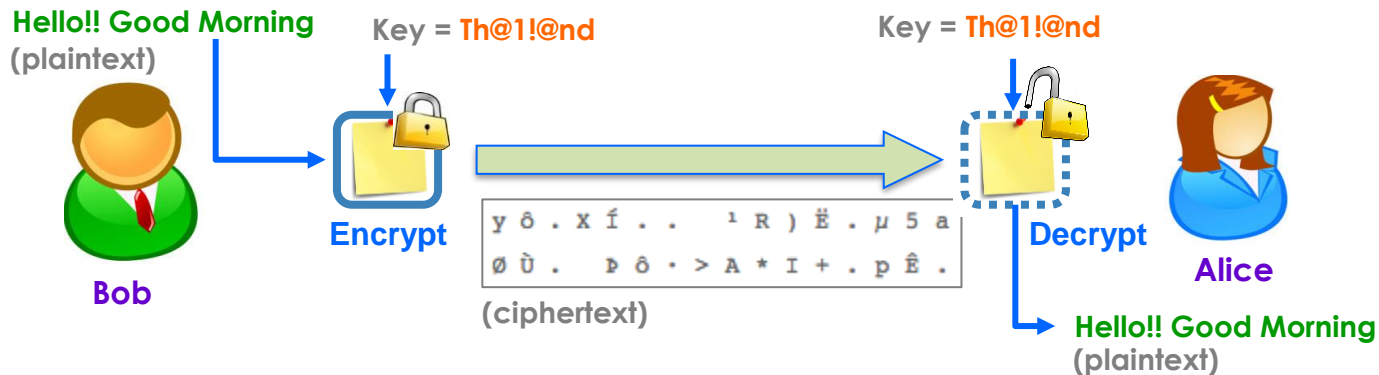 Hello!! Good Morning
(plaintext)
Key = Th@1!@nd
Key = Th@1!@nd
Encrypt
y ô . X Í . .   ¹ R ) Ë . µ 5 a
Ø Ù .   Þ ô · > A * I + . p Ê .
(ciphertext)
Decrypt
Bob
Alice
Hello!! Good Morning
(plaintext)